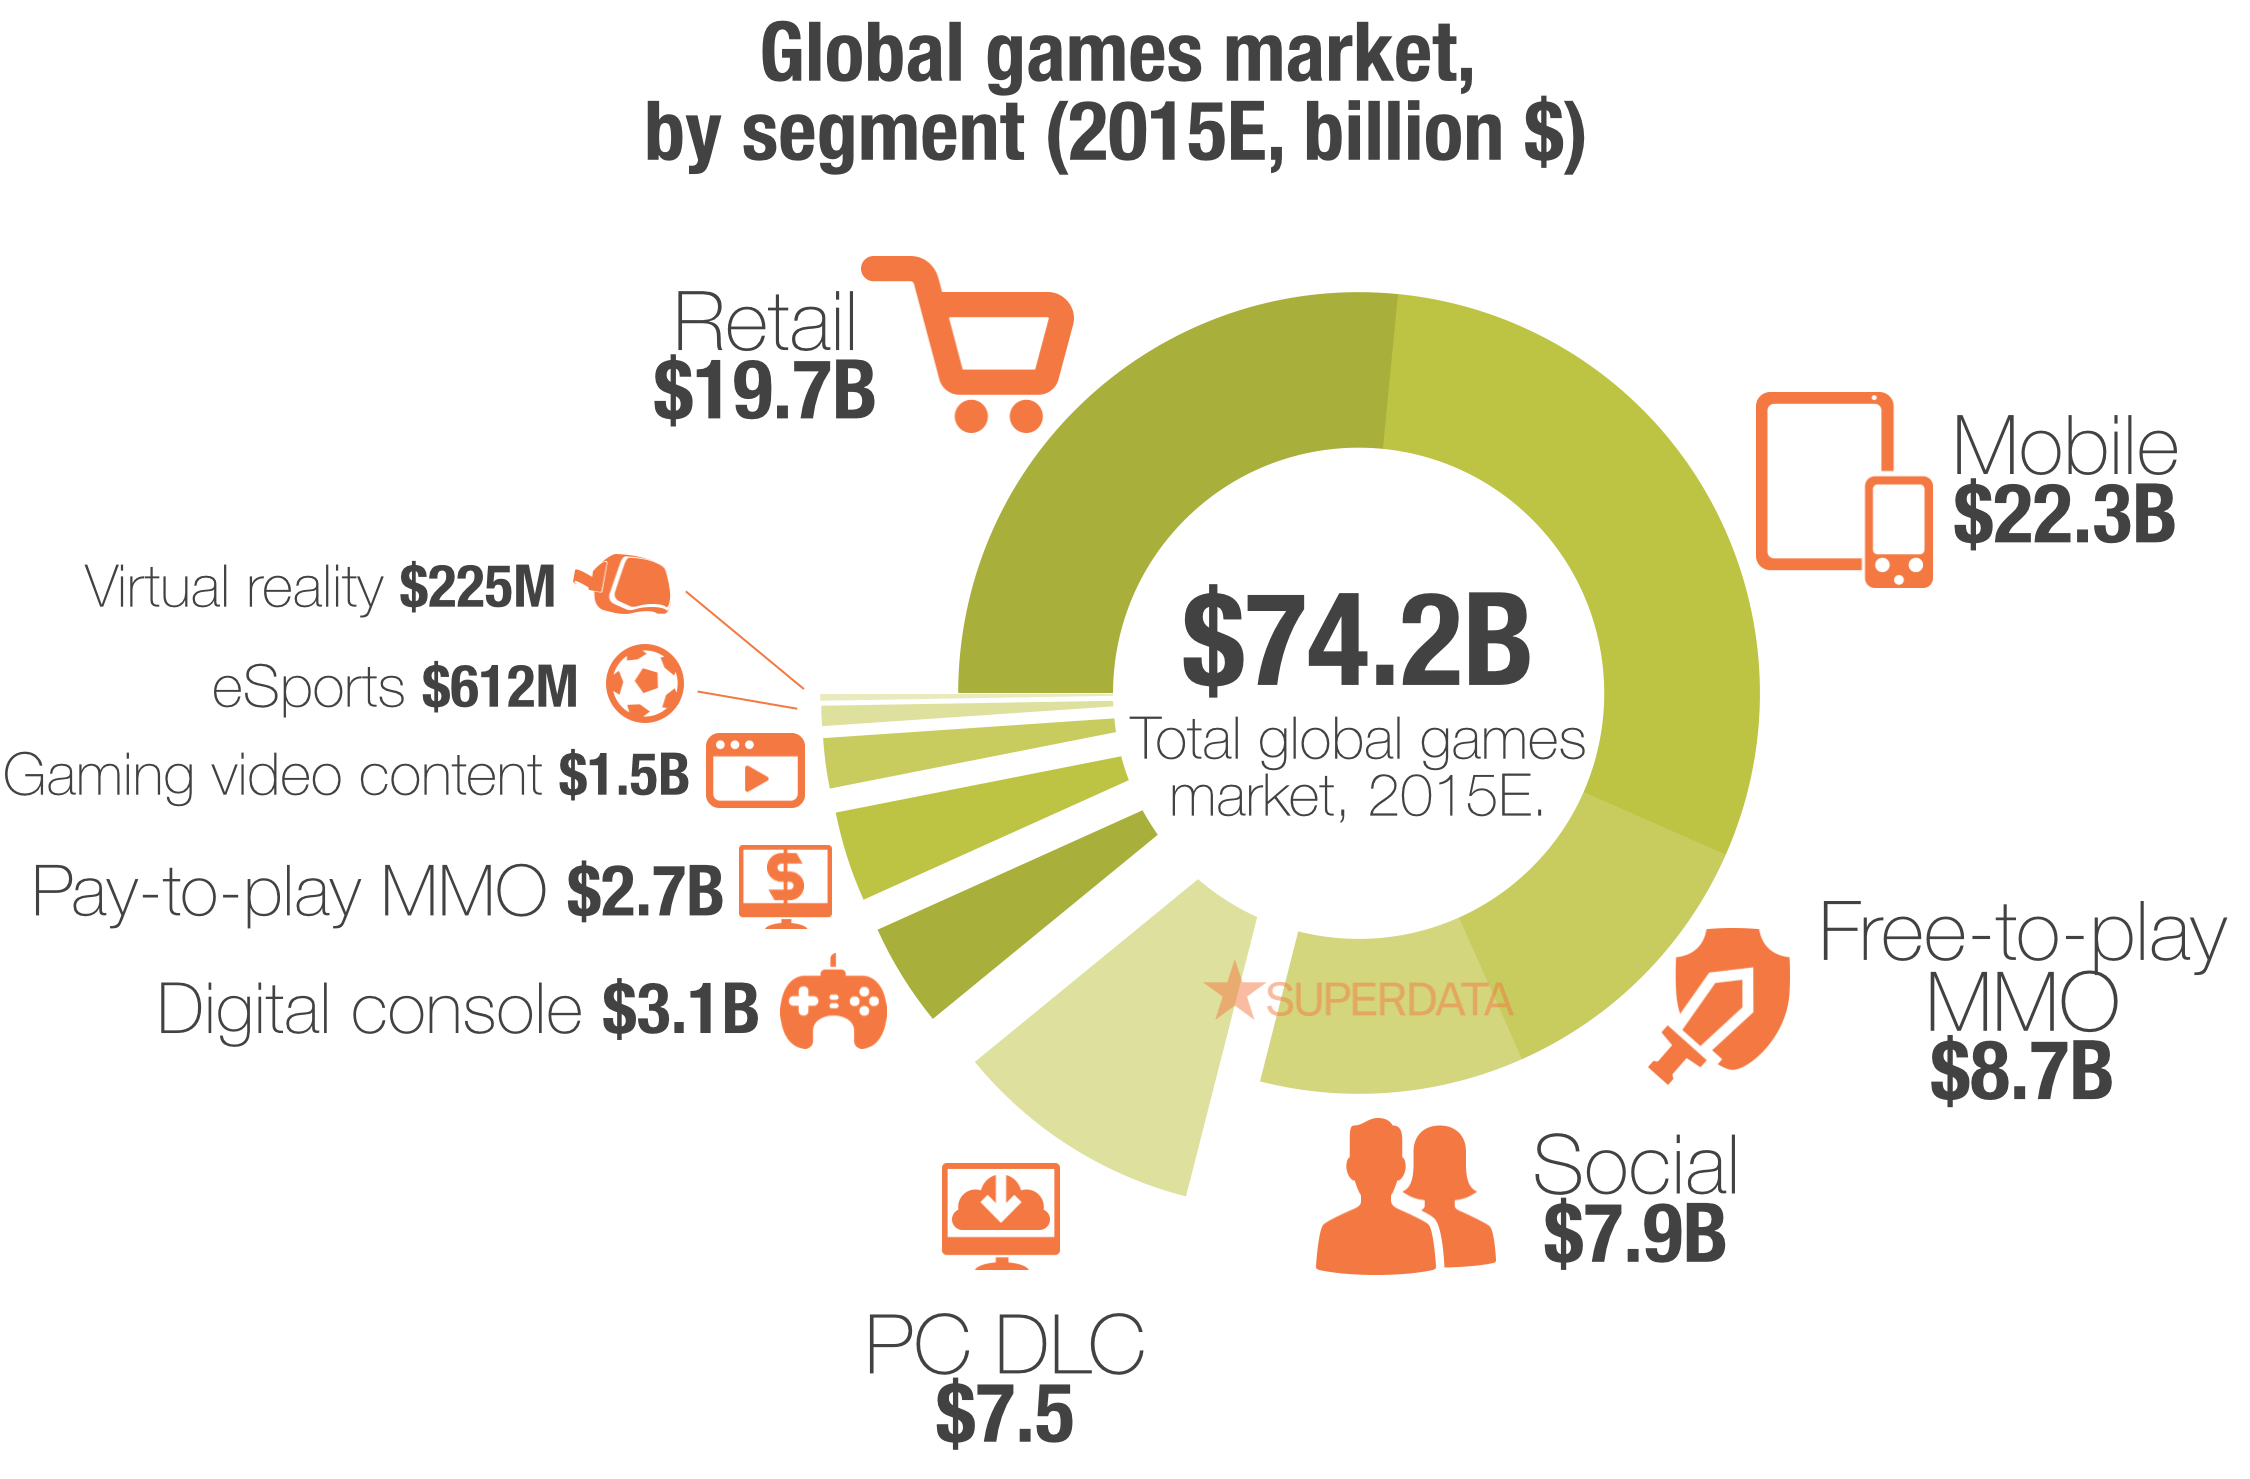 Global games market,
by segment (2015E, billion $)
Retail
$19.7B
Mobile
$22.3B
Virtual reality $225M
eSports $612M
Gaming video content $1.5B
Pay-to-play MMO $2.7B
$
Digital console $3.1B
$74.2B
Total global games
market, 2015E.
Free-to-play
MMO
$8.7B
SUPERDATA
Social
$7.9B
PC DLC
$7.5